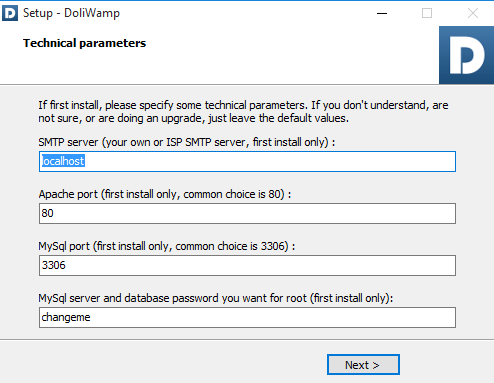 Setup - DoliWamp
Technical parameters
D
If first install, please specify some technical parameters. If you don't understand, are
not sure, or are doing an upgrade, just leave the default values.
SMTP server (your own or ISP SMTP server, first install only) :
localhost
Apache port (first install only, common choice is 80) :
80
MySql port (first install only, common choice is 3306) :
3306
MySql server and database password you want for root (first install only):
changeme
Next >